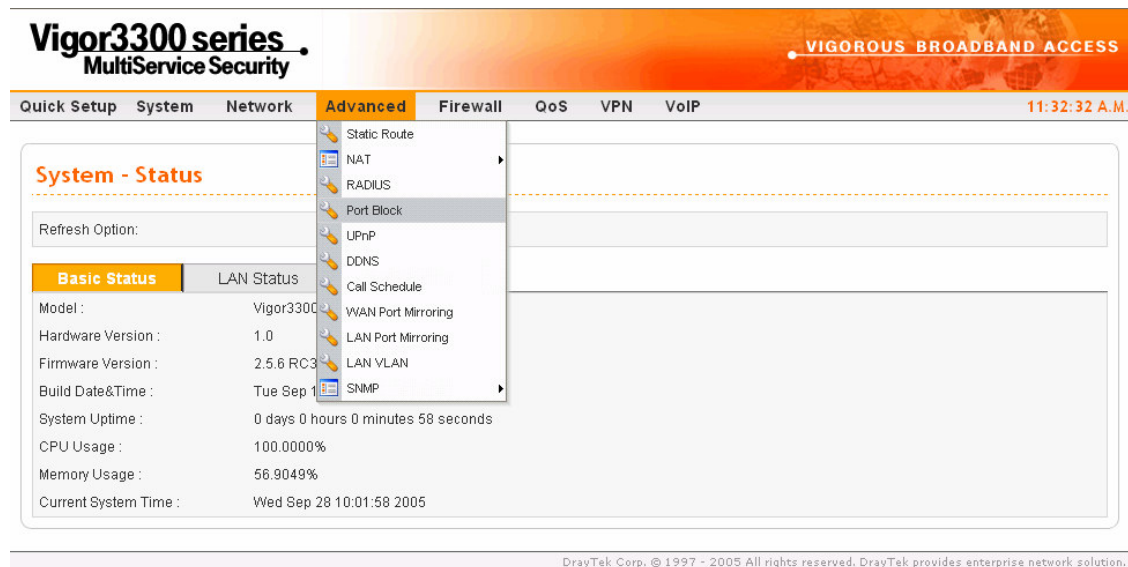 Vigor3300 series
MultiService Security
VIGOROUS BROADBAND ACCESS
Quick Setup System Network Advanced Firewall QoS VPN VoIP 11:32:32 A.M.
Static Route
NAT
RADIUS
Port Block
UPnP
DDNS
Call Schedule
WAN Port Mirroring
LAN Port Mirroring
LAN VLAN
SNMP
System - Status
Refresh Option:
Basic Status LAN Status
Model : Vigor3300
Hardware Version : 1.0
Firmware Version : 2.5.6 RC3
Build Date&Time : Tue Sep 1
System Uptime : 0 days 0 hours 0 minutes 58 seconds
CPU Usage : 100.0000%
Memory Usage : 56.9049%
Current System Time : Wed Sep 28 10:01:58 2005
DrayTek Corp. © 1997 - 2005 All rights reserved. DrayTek provides enterprise network solution.